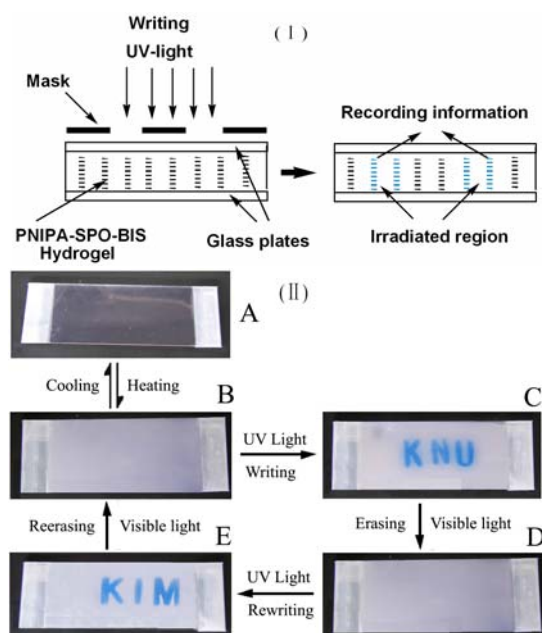 Writing
UV-light
(Ⅰ)
Mask
PNIPA-SPO-BIS
Hydrogel
Glass plates
Recording information
Irradiated region
(Ⅱ)
A
Cooling
Heating
B
UV Light
Writing
C
KNU
Erasing
Visible light
D
UV Light
Rewriting
E
KIM
Reerasing
Visible light